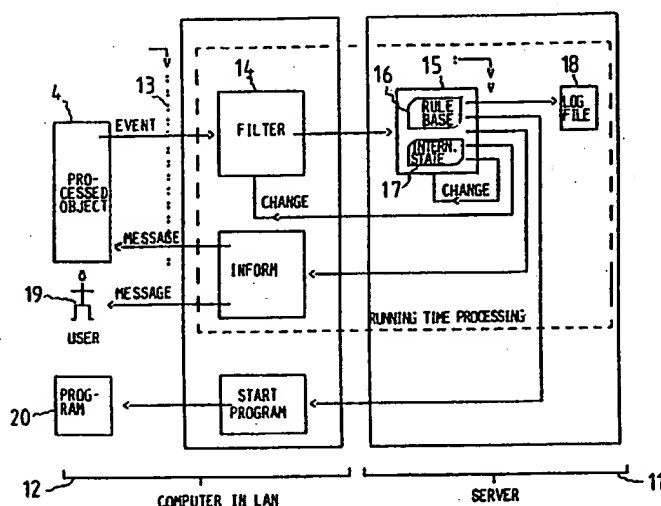 4
13
14
16
15
18
EVENT
FILTER
RULE
BASE
LOG
FILE
PRO-
CESSED
OBJECT
INTERN.
STATE
17
CHANGE
CHANGE
MESSAGE
INFORM
19
MESSAGE
USER
RUNNING TIME PROCESSING
20
PROG-
RAM
START
PROGRAM
12
COMPUTER IN LAN
SERVER
11